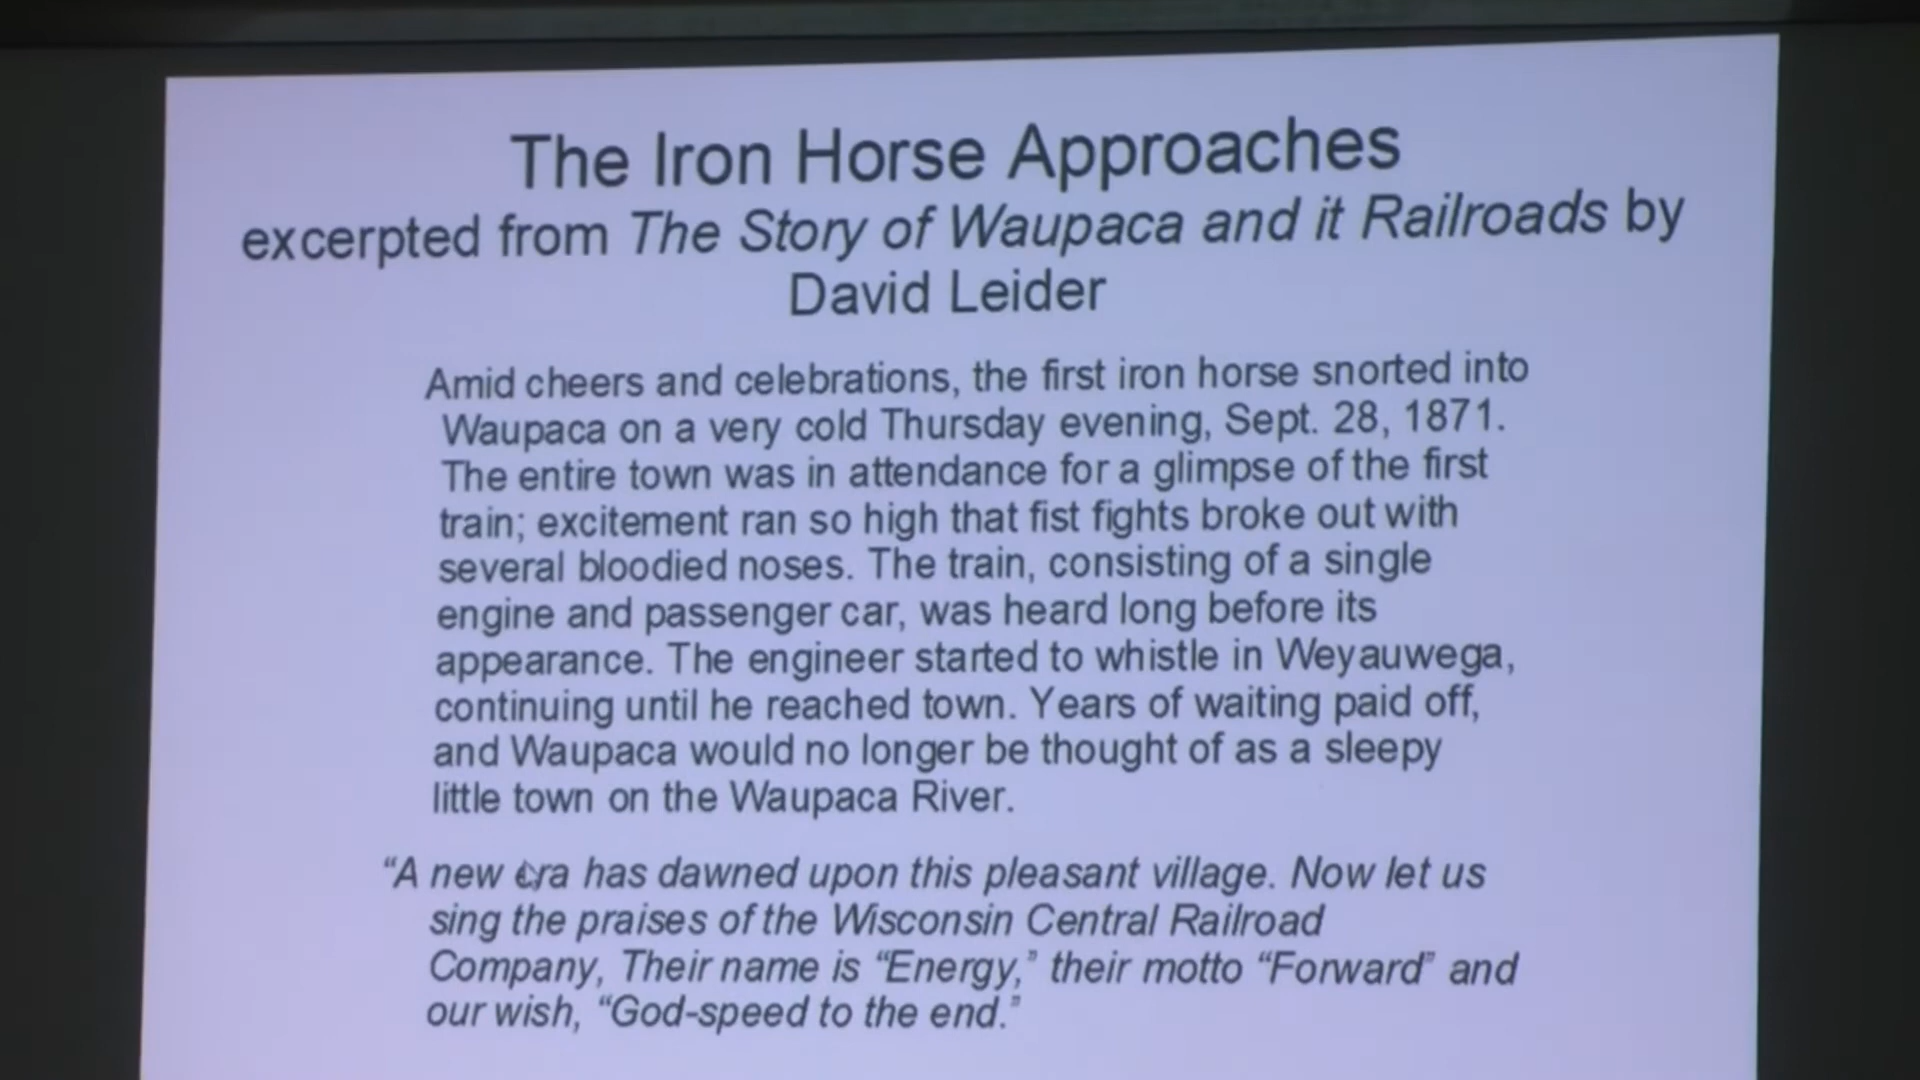 The Iron Horse Approaches
excerpted from The Story of Waupaca and it Railroads by
David Leider
Amid cheers and celebrations, the first iron horse snorted into
Waupaca on a very cold Thursday evening, Sept. 28, 1871.
The entire town was in attendance for a glimpse of the first
train; excitement ran so high that fist fights broke out with
several bloodied noses. The train, consisting of a single
engine and passenger car, was heard long before its
appearance. The engineer started to whistle in Weyauwega,
continuing until he reached town. Years of waiting paid off,
and Waupaca would no longer be thought of as a sleepy
little town on the Waupaca River.
“A new era has dawned upon this pleasant village. Now let us
sing the praises of the Wisconsin Central Railroad
Company, Their name is “Energy,” their motto “Forward” and
our wish, “God-speed to the end.”